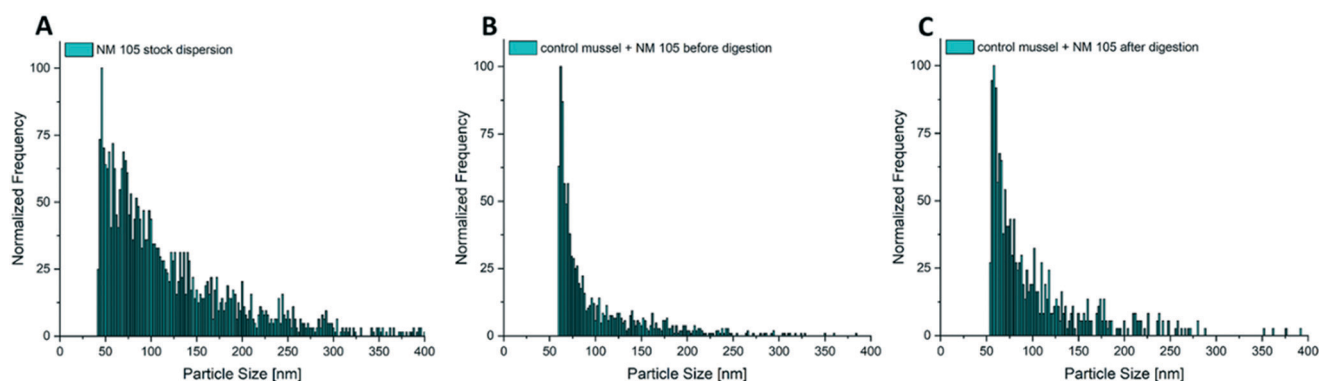 A
NM 105 stock dispersion
100
75
50
25
0
Normalized Frequency
0 50 100 150 200 250 300 350 400
Particle Size [nm]
B
control mussel + NM 105 before digestion
100
75
50
25
0
Normalized Frequency
0 50 100 150 200 250 300 350 400
Particle Size [nm]
C
control mussel + NM 105 after digestion
100
75
50
25
0
Normalized Frequency
0 50 100 150 200 250 300 350 400
Particle Size [nm]